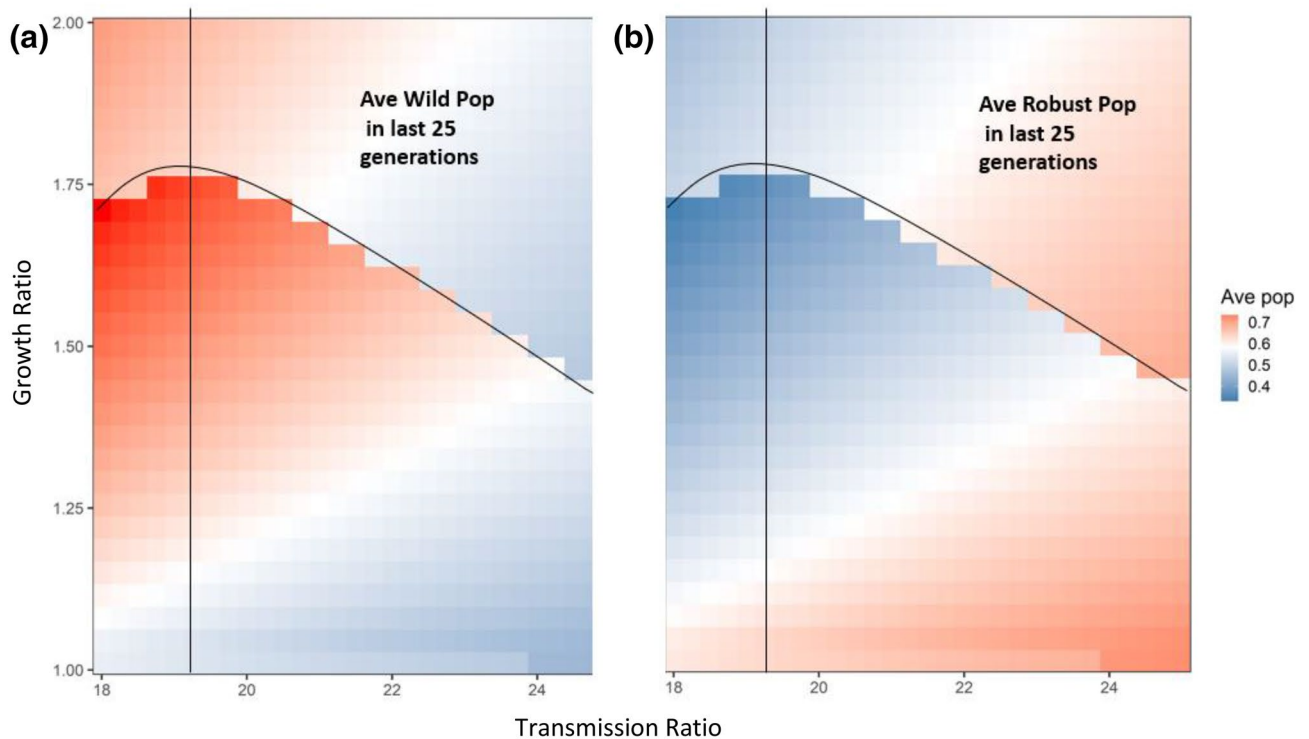 (a)
(b)
2.00
1.75
1.50
1.25
1.00
Growth Ratio
Ave Wild Pop
in last 25
generations
18
20
22
24
Ave Robust Pop
in last 25
generations
18
20
22
24
Transmission Ratio
Ave pop
0.7
0.6
0.5
0.4